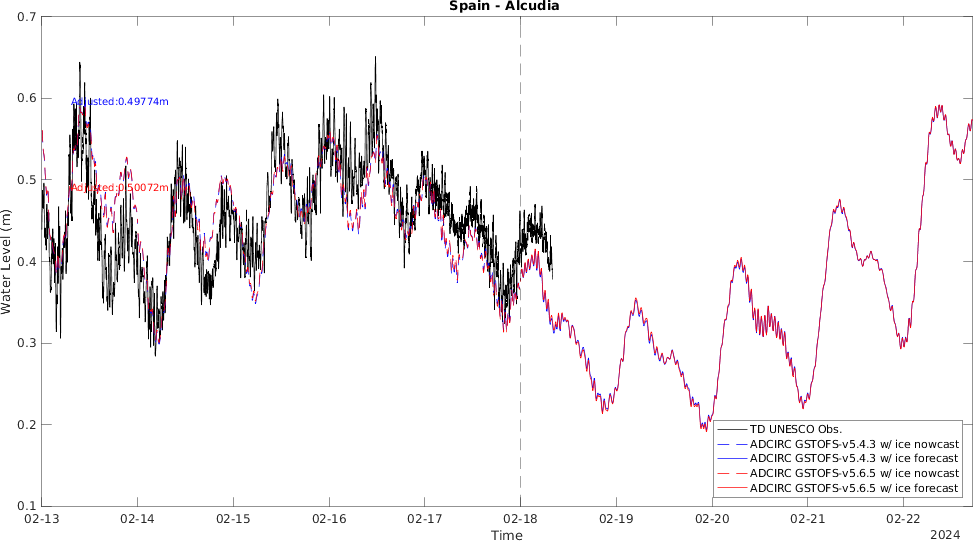 Spain - Alcudia
0.7
0.6
0.5
0.4
0.3
0.2
0.1
Water Level (m)
Adjusted:0.49774m
Adjusted:0.50072m
TD UNESCO Obs.
ADCIRC GSTOFS-v5.4.3 w/ ice nowcast
ADCIRC GSTOFS-v5.4.3 w/ ice forecast
ADCIRC GSTOFS-v5.6.5 w/ ice nowcast
ADCIRC GSTOFS-v5.6.5 w/ ice forecast
02-13 02-14 02-15 02-16 02-17 02-18 02-19 02-20 02-21 02-22
Time
2024